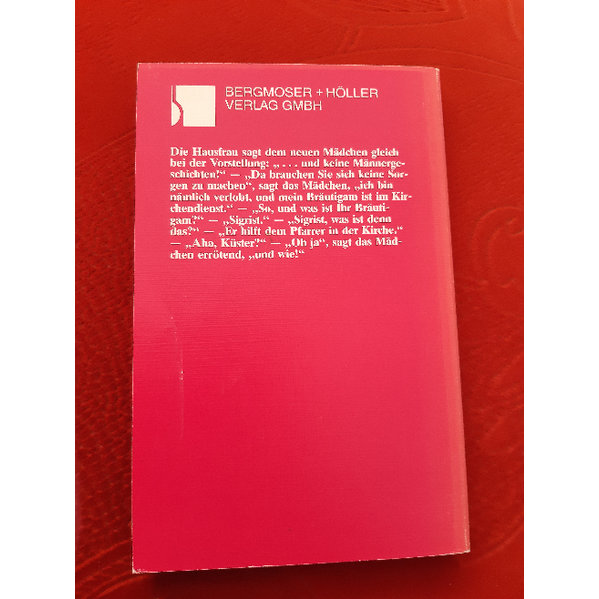 BERGMOSER + HÖLLER
VERLAG GMBH
Die Hausfrau sagt dem neuen Mädchen gleich
bei der Vorstellung: „. . . und keine Männerge-
schichten!“ — „Da brauchen Sie sich keine Sor-
gen zu machen“, sagt das Mädchen, „ich bin
nämlich verlobt, und mein Bräutigam ist im Kir-
chendienst.“ — „So, und was ist Ihr Bräuti-
gam?“ — „Sigrist.“ — „Sigrist, was ist denn
das?“ — „Er hilft dem Pfarrer in der Kirche.“
— „Aha, Küster?“ — „Oh ja“, sagt das Mäd-
chen errötend, „und wie!“